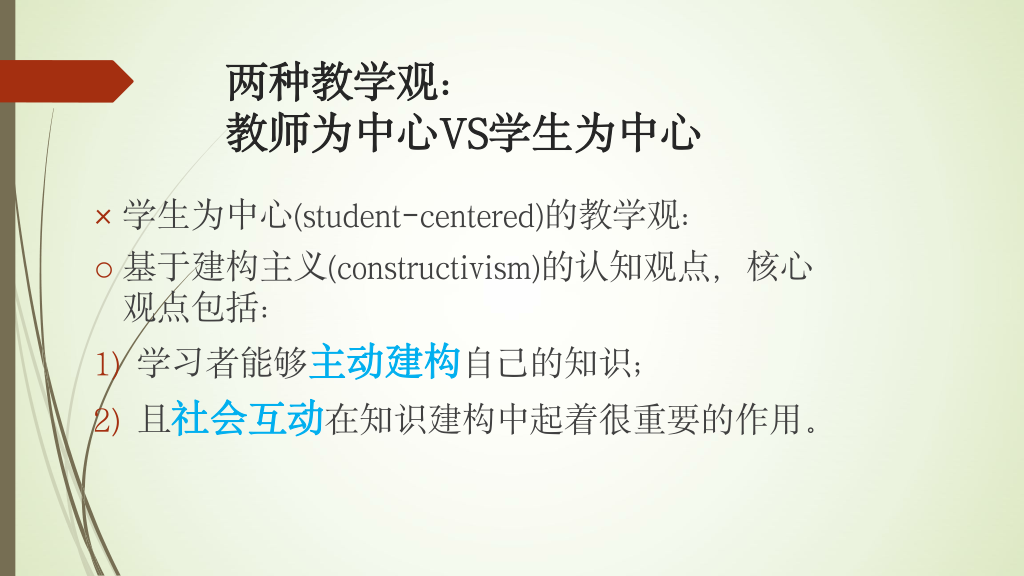 两种教学观：
教师为中心VS学生为中心
× 学生为中心(student-centered)的教学观：
○ 基于建构主义(constructivism)的认知观点，核心
观点包括：
1) 学习者能够主动建构自己的知识；
2) 且社会互动在知识建构中起着很重要的作用。